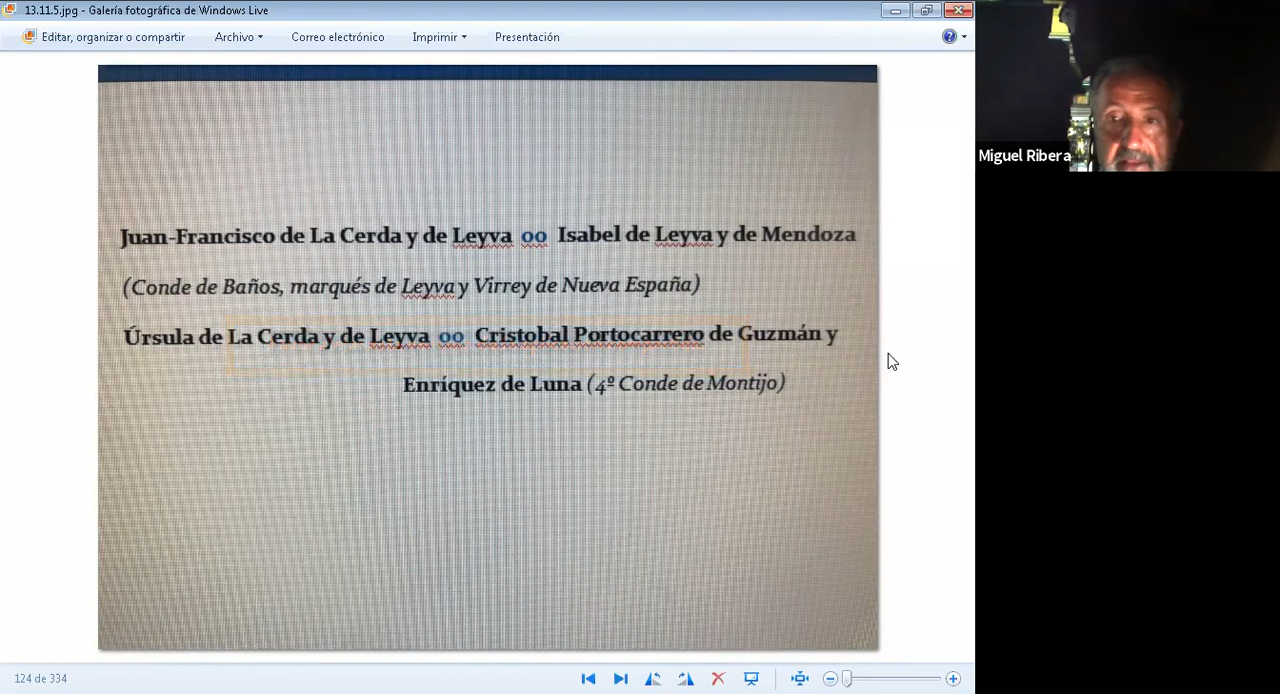 13.11.5.jpg - Galería fotográfica de Windows Live
Editar, organizar o compartir Archivo Correo electrónico Imprimir Presentación
Miguel Ribera
Juan-Francisco de La Cerda y de Leyva oo Isabel de Leyva y de Mendoza
(Conde de Baños, marqués de Leyva y Virrey de Nueva España)
Úrsula de La Cerda y de Leyva oo Cristobal Portocarrero de Guzmán y
Enríquez de Luna (4º Conde de Montijo)
124 de 334